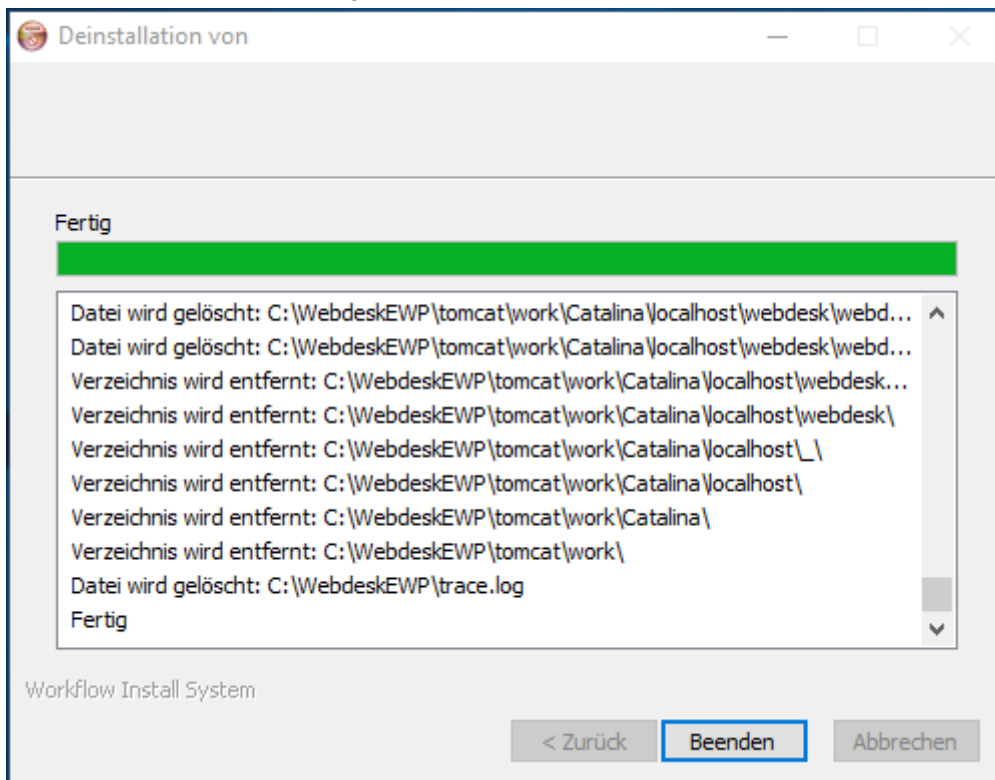 Deinstallation von
Fertig
Datei wird gelöscht: C:\WebdeskEWP\tomcat\work\Catalina\localhost\webdesk\webd...
Datei wird gelöscht: C:\WebdeskEWP\tomcat\work\Catalina\localhost\webdesk\webd...
Verzeichnis wird entfernt: C:\WebdeskEWP\tomcat\work\Catalina\localhost\webdesk...
Verzeichnis wird entfernt: C:\WebdeskEWP\tomcat\work\Catalina\localhost\webdesk\
Verzeichnis wird entfernt: C:\WebdeskEWP\tomcat\work\Catalina\localhost\_\
Verzeichnis wird entfernt: C:\WebdeskEWP\tomcat\work\Catalina\localhost\
Verzeichnis wird entfernt: C:\WebdeskEWP\tomcat\work\Catalina\
Verzeichnis wird entfernt: C:\WebdeskEWP\tomcat\work\
Datei wird gelöscht: C:\WebdeskEWP\trace.log
Fertig
Workflow Install System
< Zurück Beenden Abbrechen